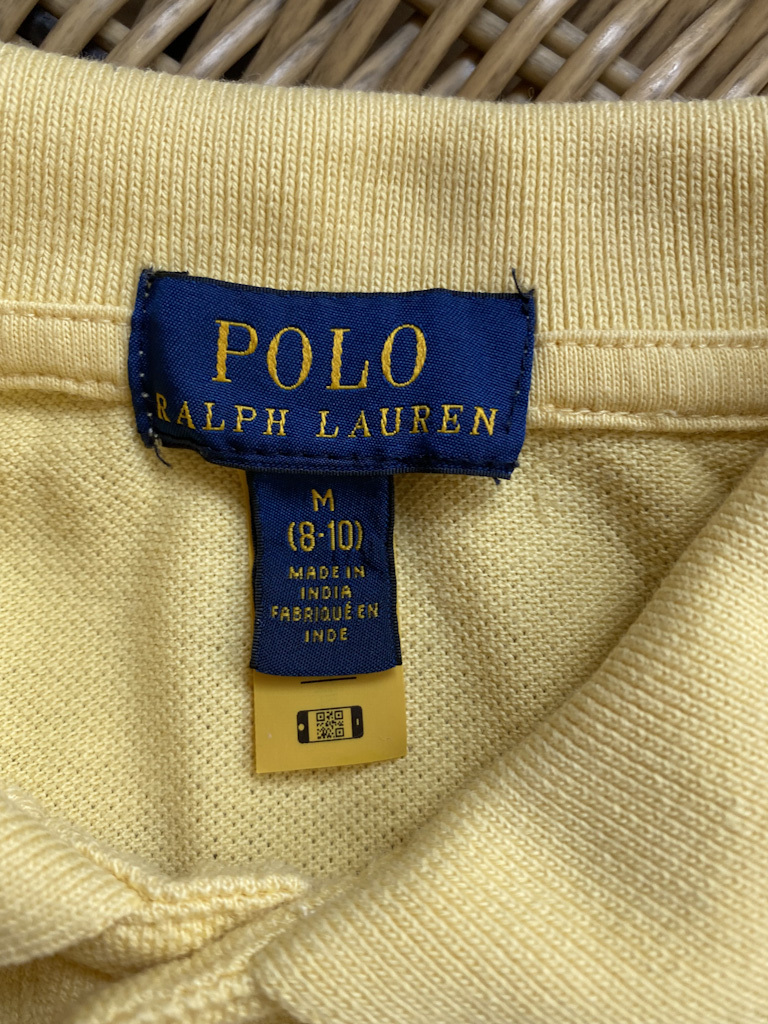 POLO
RALPH LAUREN
M
(8-10)
MADE IN
INDIA
FABRIQUÉ EN
INDE